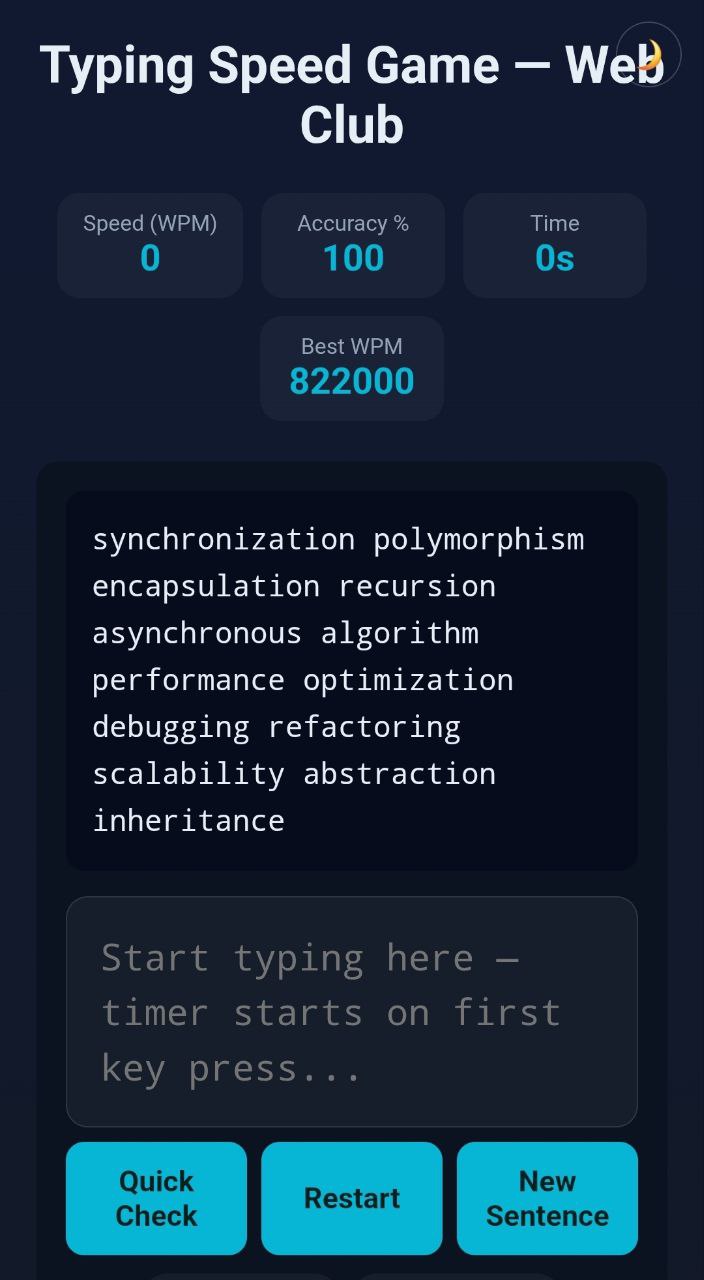 Typing Speed Game — Web
Club
Speed (WPM)
0
Accuracy %
100
Time
0s
Best WPM
822000
synchronization polymorphism
encapsulation recursion
asynchronous algorithm
performance optimization
debugging refactoring
scalability abstraction
inheritance
Start typing here —
timer starts on first
key press...
Quick
Check
Restart
New
Sentence